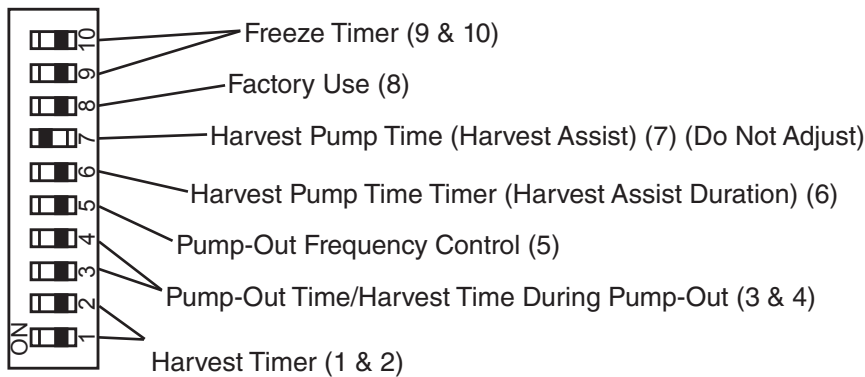 10
Freeze Timer (9 & 10)
9
Factory Use (8)
8
Harvest Pump Time (Harvest Assist) (7) (Do Not Adjust)
7
Harvest Pump Time Timer (Harvest Assist Duration) (6)
6
5
Pump-Out Frequency Control (5)
4
3
Pump-Out Time/Harvest Time During Pump-Out (3 & 4)
2
ON
1
Harvest Timer (1 & 2)